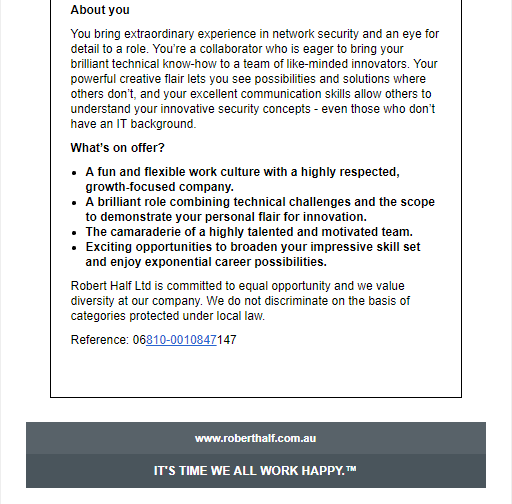 About you
You bring extraordinary experience in network security and an eye for
detail to a role. You're a collaborator who is eager to bring your
brilliant technical know-how to a team of like-minded innovators. Your
powerful creative flair lets you see possibilities and solutions where
others don't, and your excellent communication skills allow others to
understand your innovative security concepts - even those who don't
have an IT background.
What's on offer?
• A fun and flexible work culture with a highly respected,
growth-focused company.
• A brilliant role combining technical challenges and the scope
to demonstrate your personal flair for innovation.
• The camaraderie of a highly talented and motivated team.
• Exciting opportunities to broaden your impressive skill set
and enjoy exponential career possibilities.
Robert Half Ltd is committed to equal opportunity and we value
diversity at our company. We do not discriminate on the basis of
categories protected under local law.
Reference: 06810-0010847147
www.roberthalf.com.au
IT'S TIME WE ALL WORK HAPPY.™